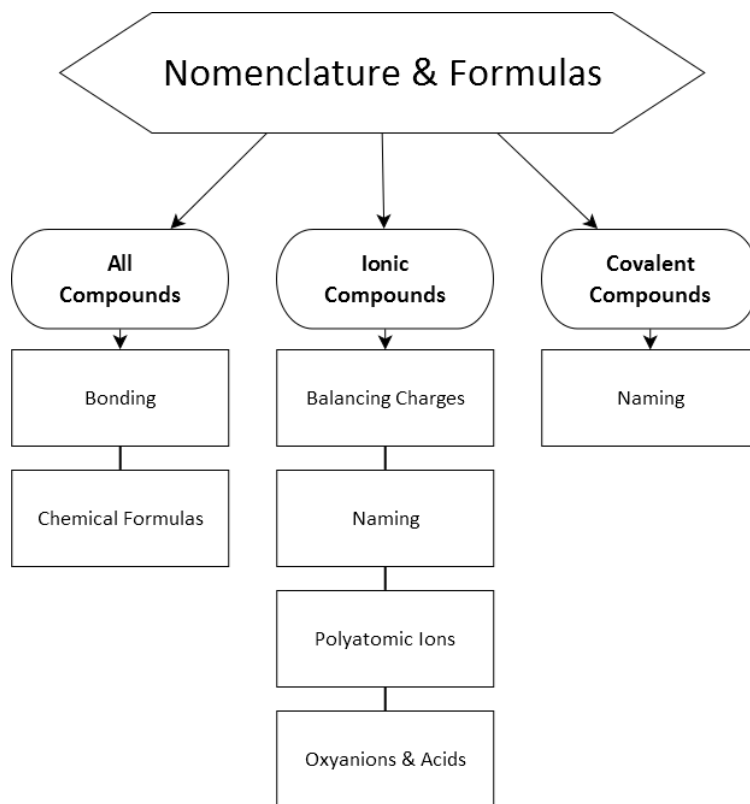 Nomenclature & Formulas
All
Compounds
Bonding
Chemical Formulas
Ionic
Compounds
Balancing Charges
Naming
Polyatomic Ions
Oxyanions & Acids
Covalent
Compounds
Naming